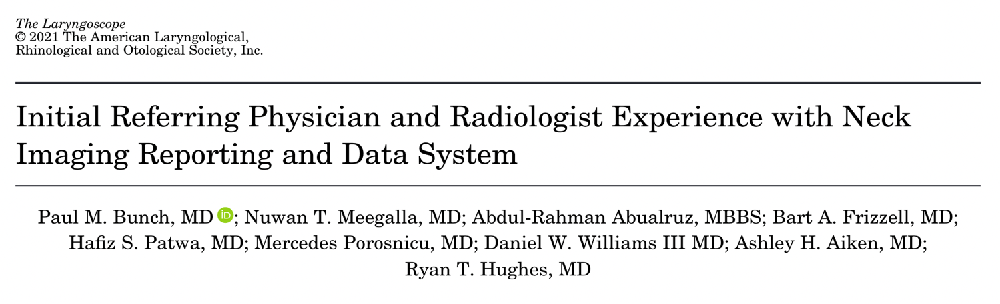 The Laryngoscope
© 2021 The American Laryngological,
Rhinological and Otological Society, Inc.
Initial Referring Physician and Radiologist Experience with Neck
Imaging Reporting and Data System
Paul M. Bunch, MD iD; Nuwan T. Meegalla, MD; Abdul-Rahman Abualruz, MBBS; Bart A. Frizzell, MD;
Hafiz S. Patwa, MD; Mercedes Porosnicu, MD; Daniel W. Williams III MD; Ashley H. Aiken, MD;
Ryan T. Hughes, MD